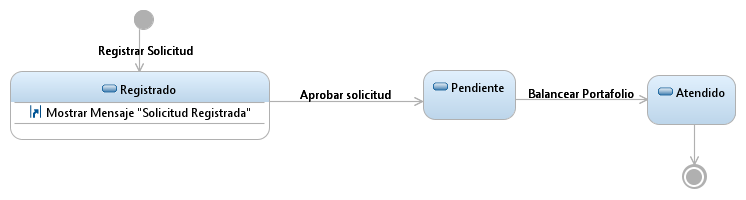 Registrar Solicitud
Registrado
Mostrar Mensaje "Solicitud Registrada"
Aprobar solicitud
Pendiente
Balancear Portafolio
Atendido